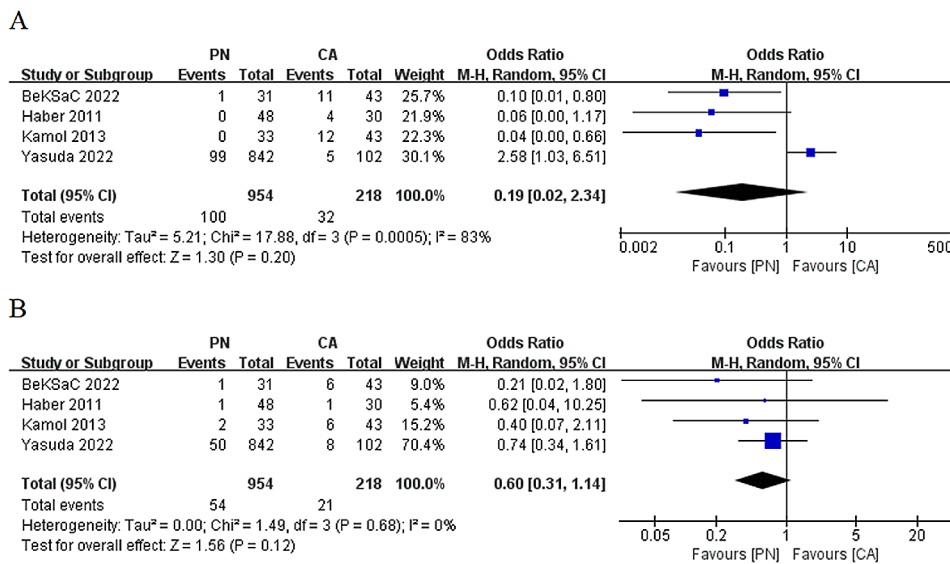 A
PN CA Odds Ratio Odds Ratio
Study or Subgroup Events Total Events Total Weight M-H, Random, 95% CI M-H, Random, 95% CI
BeKSaC 2022 1 31 11 43 25.7% 0.10 [0.01, 0.80]
Haber 2011 0 48 4 30 21.9% 0.06 [0.00, 1.17]
Kamol 2013 0 33 12 43 22.3% 0.04 [0.00, 0.66]
Yasuda 2022 99 842 5 102 30.1% 2.58 [1.03, 6.51]
Total (95% CI) 954 218 100.0% 0.19 [0.02, 2.34]
Total events 100 32
Heterogeneity: Tau² = 5.21; Chi² = 17.88, df = 3 (P = 0.0005); I² = 83%
Test for overall effect: Z = 1.30 (P = 0.20)
0.002 0.1 1 10 500
Favours [PN] Favours [CA]
B
PN CA Odds Ratio Odds Ratio
Study or Subgroup Events Total Events Total Weight M-H, Random, 95% CI M-H, Random, 95% CI
BeKSaC 2022 1 31 6 43 9.0% 0.21 [0.02, 1.80]
Haber 2011 1 48 1 30 5.4% 0.62 [0.04, 10.25]
Kamol 2013 2 33 6 43 15.2% 0.40 [0.07, 2.11]
Yasuda 2022 50 842 8 102 70.4% 0.74 [0.34, 1.61]
Total (95% CI) 954 218 100.0% 0.60 [0.31, 1.14]
Total events 54 21
Heterogeneity: Tau² = 0.00; Chi² = 1.49, df = 3 (P = 0.68); I² = 0%
Test for overall effect: Z = 1.56 (P = 0.12)
0.05 0.2 1 5 20
Favours [PN] Favours [CA]